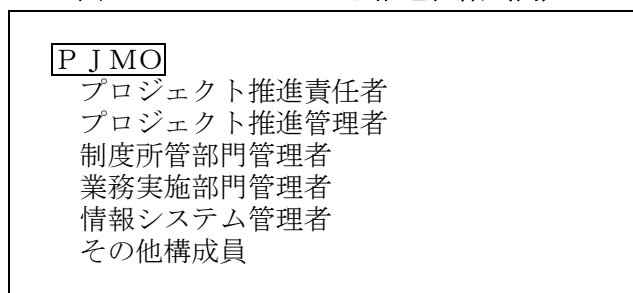 ＰＪＭＯ
プロジェクト推進責任者
プロジェクト推進管理者
制度所管部門管理者
業務実施部門管理者
情報システム管理者
その他構成員